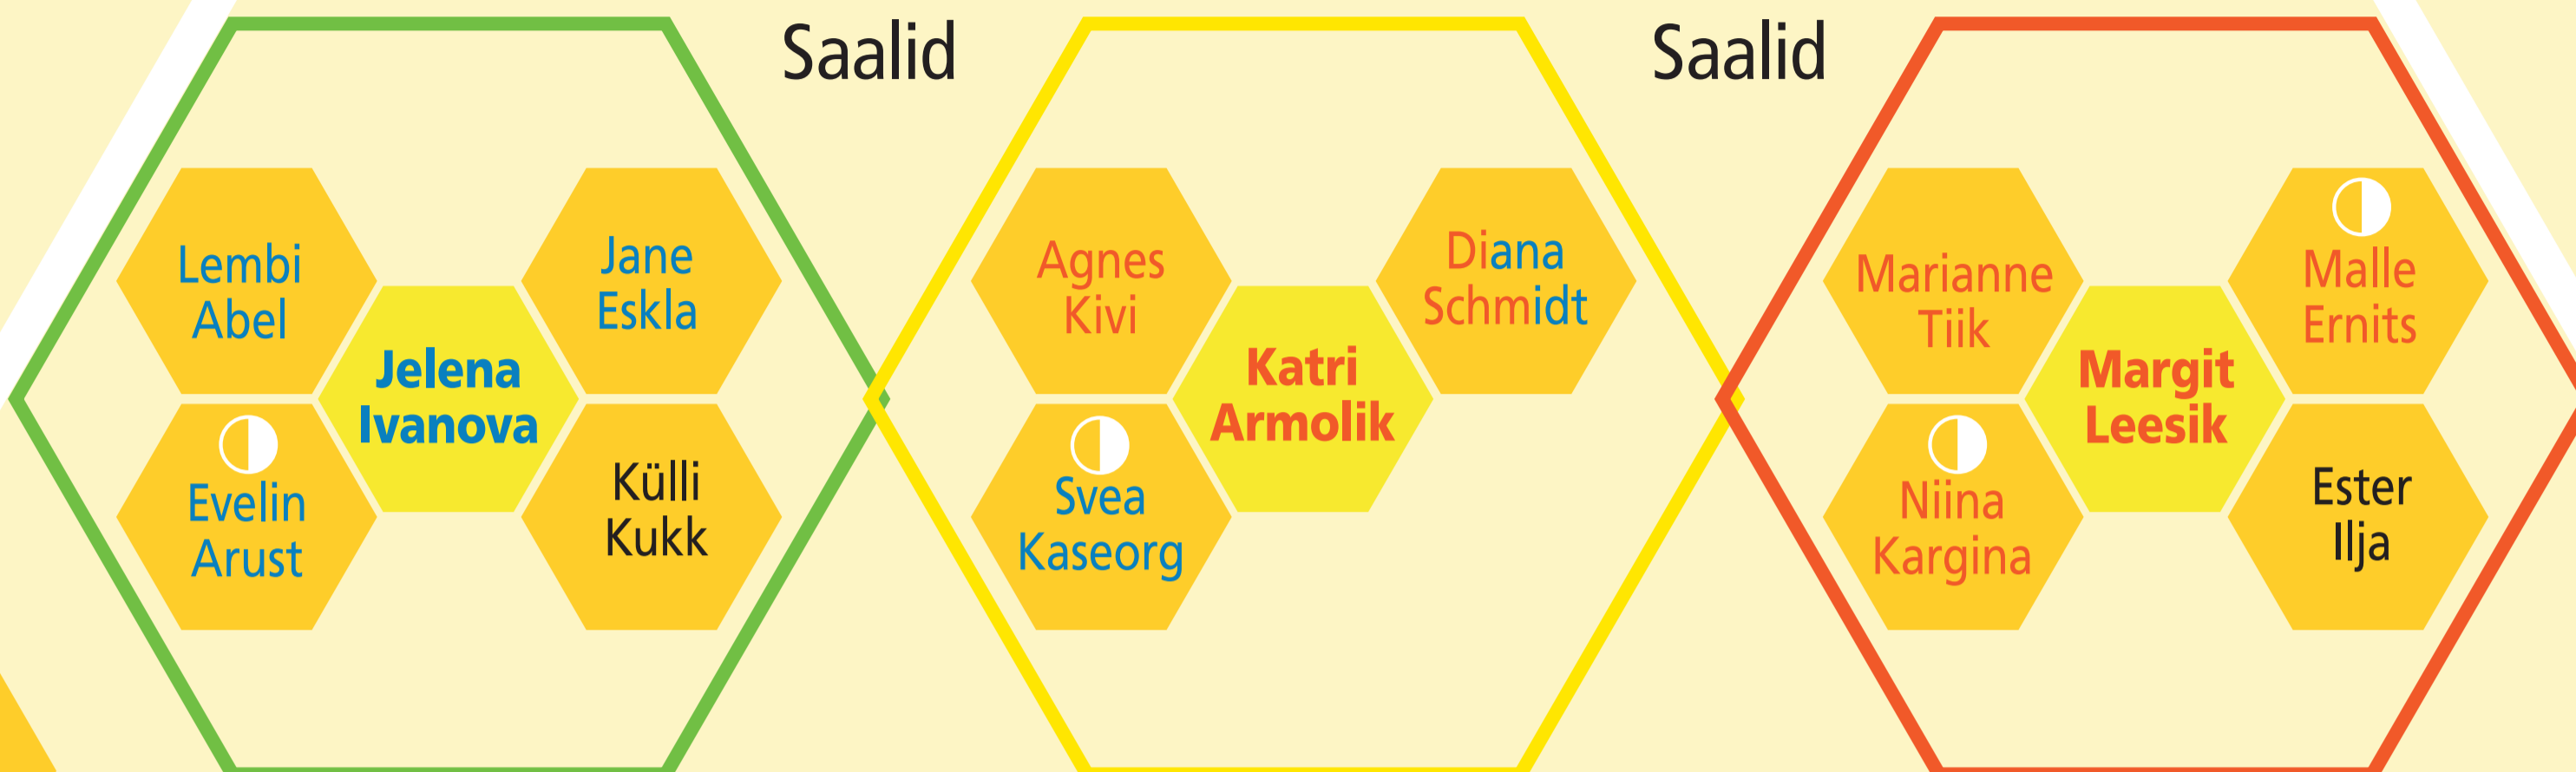 Saalid
Saalid
Lembi
Abel
Jane
Eskla
Jelena
Ivanova
Evelin
Arust
Külli
Kukk
Agnes
Kivi
Diana
Schmidt
Katri
Armolik
Svea
Kaseorg
Marianne
Tiik
Malle
Ernits
Margit
Leesik
Niina
Kargina
Ester
Ilja